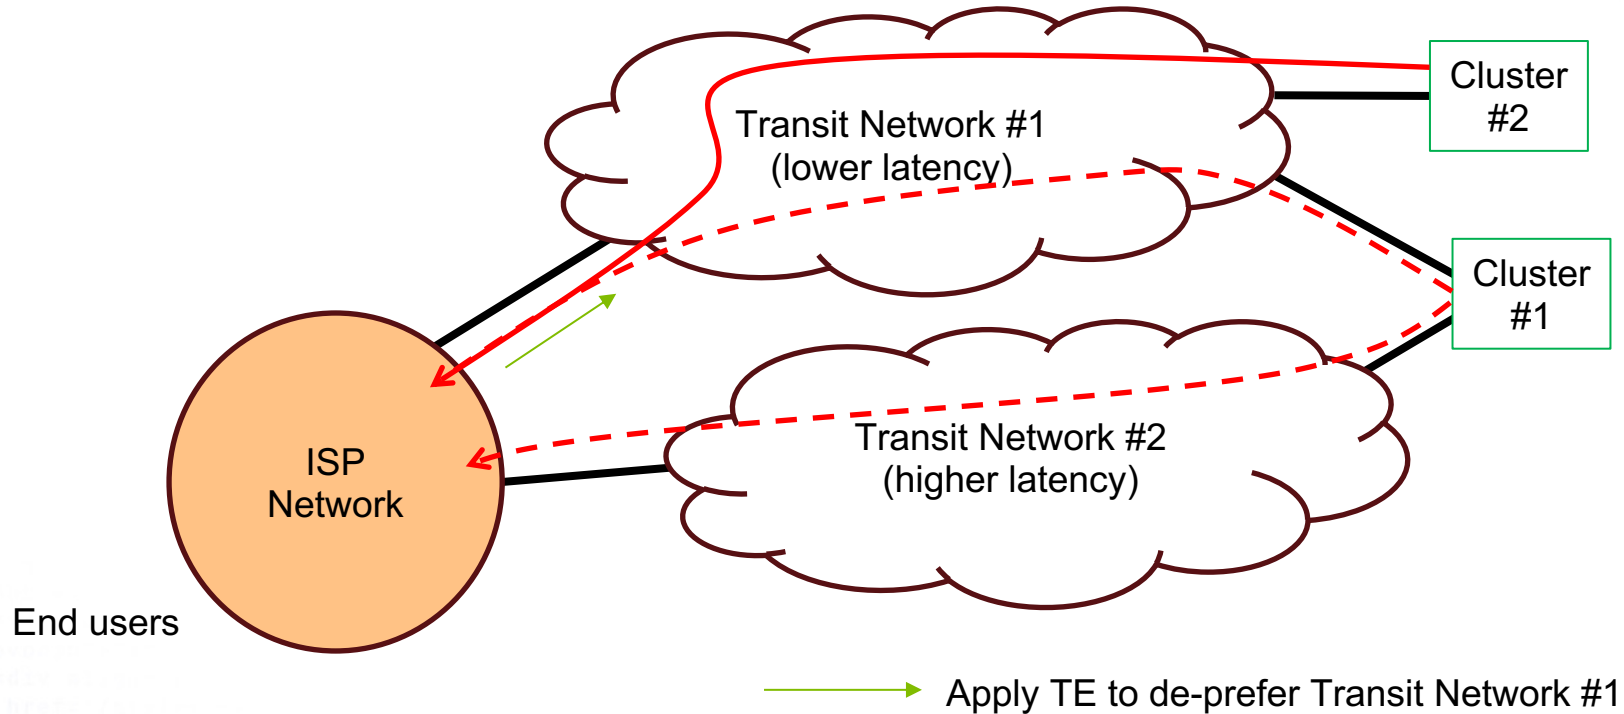 Cluster
#2
Transit Network #1
(lower latency)
Cluster
#1
Transit Network #2
(higher latency)
ISP
Network
End users
Apply TE to de-prefer Transit Network #1